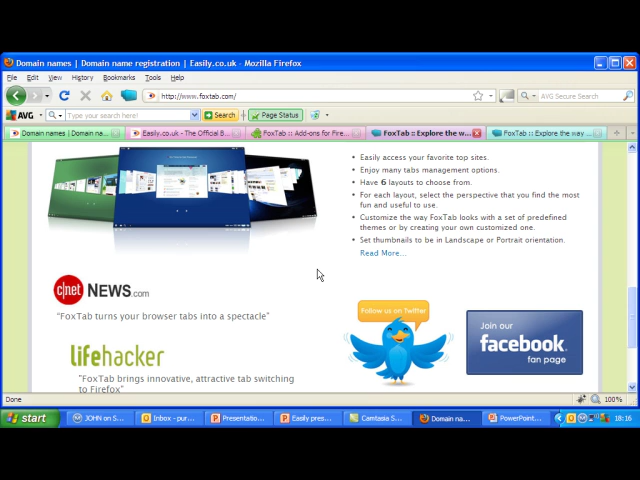 Domain names | Domain name registration | Easily.co.uk - Mozilla Firefox
File Edit View History Bookmarks Tools Help
http://www.foxtab.com/
AVG Secure Search
AVG
Type your search here!
Search
Page Status
Domain names | Domain na...
Easily.co.uk - The Official B...
FoxTab :: Add-ons for Fire...
FoxTab :: Explore the w...
FoxTab :: Explore the way ...
Easily access your favorite top sites.
Enjoy many tabs management options.
Have 6 layouts to choose from.
For each layout, select the perspective that you find the most
fun and useful to use.
Customize the way FoxTab looks with a set of predefined
themes or by creating your own customized one.
Set thumbnails to be in Landscape or Portrait orientation.
Read More...
c|net NEWS.com
"FoxTab turns your browser tabs into a spectacle"
lifehacker
"FoxTab brings innovative, attractive tab switching
to Firefox"
Follow us on Twitter
Join our
facebook
fan page
Done
100%
start
JOHN on S...
Inbox - pur...
Presentatio...
Easily pres...
Camtasia S...
Domain na...
PowerPoint...
18:16